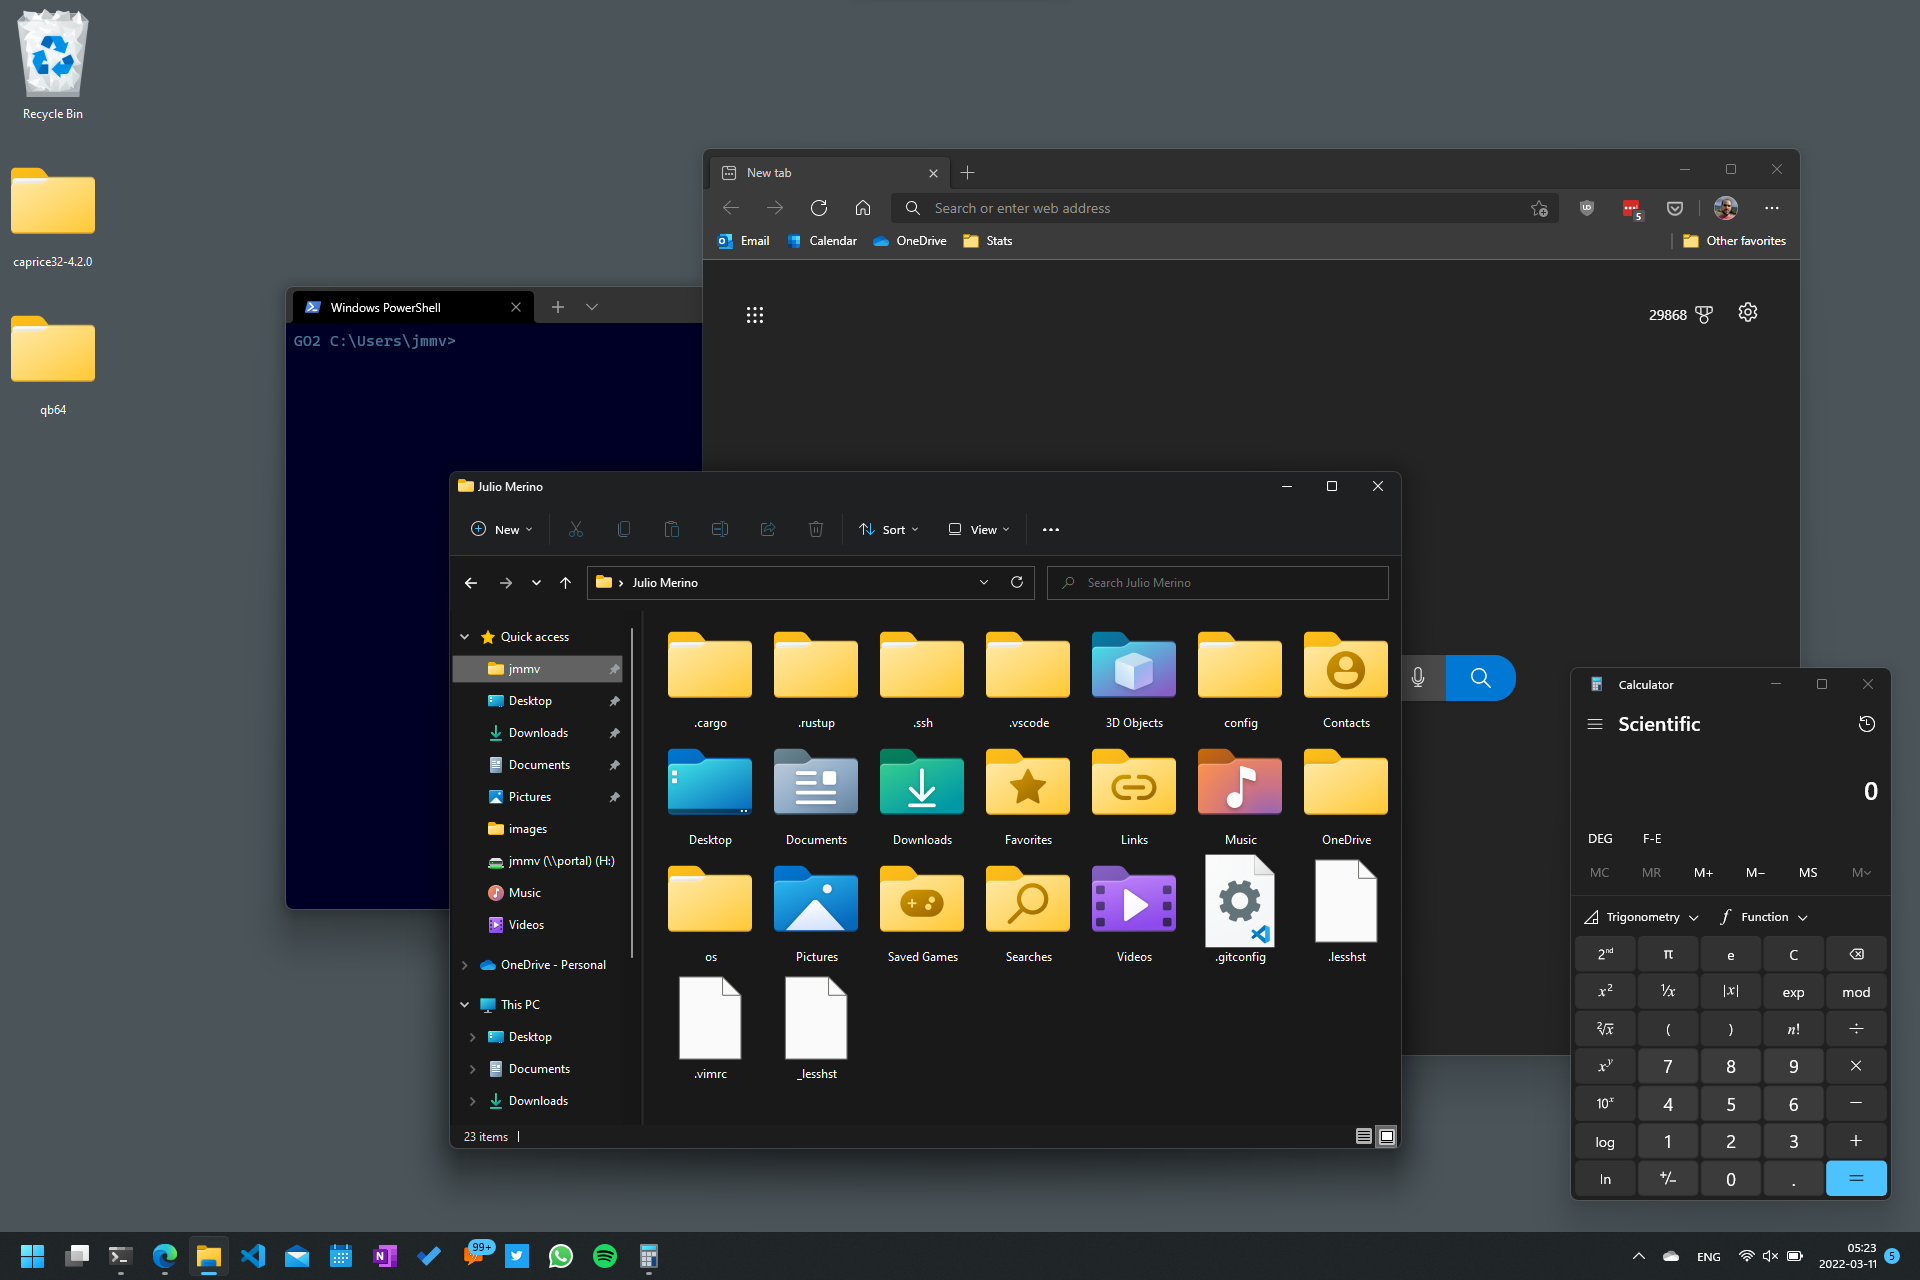 Recycle Bin
caprice32-4.2.0
qb64
New tab
Search or enter web address
5
Email
Calendar
OneDrive
Stats
Other favorites
29868
Windows PowerShell
GO2 C:\Users\jmmv>
Julio Merino
New
Sort
View
Julio Merino
Search Julio Merino
Quick access
jmmv
Desktop
Downloads
Documents
Pictures
images
jmmv (\\portal) (H:)
Music
Videos
OneDrive - Personal
This PC
Desktop
Documents
Downloads
.cargo
.rustup
.ssh
.vscode
3D Objects
config
Contacts
Desktop
Documents
Downloads
Favorites
Links
Music
OneDrive
os
Pictures
Saved Games
Searches
Videos
.gitconfig
.lesshst
.vimrc
_lesshst
23 items
Calculator
Scientific
0
DEG F-E
MC MR M+ M− MS M
Trigonometry f Function
2ⁿᵈ π e C
x² ¹/x |x| exp mod
²√x ( ) n! ÷
xʸ 7 8 9 ×
10ˣ 4 5 6 −
log 1 2 3 +
ln +/− 0 . =
99+
ENG
05:23
2022-03-11
5